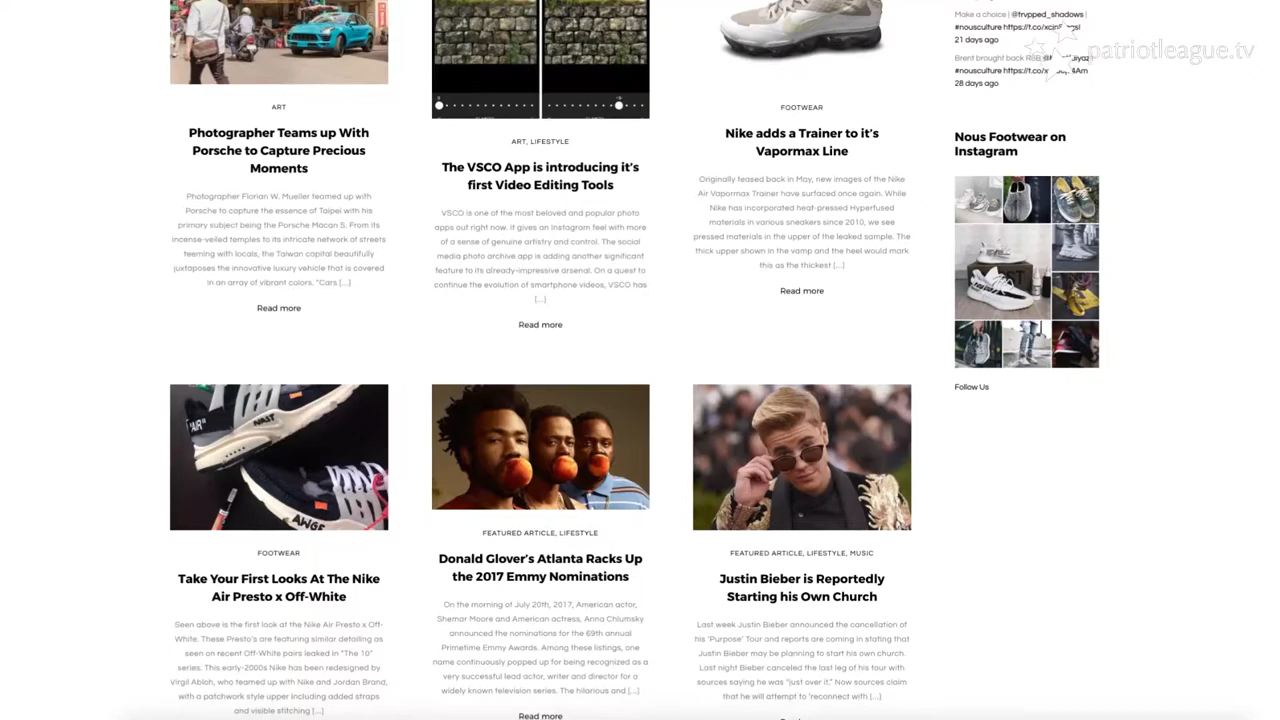 Make a choice | @trvpped_shadows |
#nousculture
21 days ago
patriotleague.tv
Brent brought back R&B
#nousculture
28 days ago
ART
Photographer Teams up With
Porsche to Capture Precious
Moments
Photographer Florian W. Mueller teamed up with
Porsche to capture the essence of Taipei with his
primary subject being the Porsche Macan S. From its
incense-veiled temples to its intricate network of streets
teeming with locals, the Taiwan capital beautifully
juxtaposes the innovative luxury vehicle that is covered
in an array of vibrant colors. "Cars [...]
Read more
ART, LIFESTYLE
The VSCO App is introducing it's
first Video Editing Tools
VSCO is one of the most beloved and popular photo
apps out right now. It gives an Instagram feel with more
of a sense of genuine artistry and control. The social
media photo archive app is adding another significant
feature to its already-impressive arsenal. On a quest to
continue the evolution of smartphone videos, VSCO has
[...]
Read more
FOOTWEAR
Nike adds a Trainer to it's
Vapormax Line
Originally teased back in May, new images of the Nike
Air Vapormax Trainer have surfaced once again. While
Nike has incorporated heat-pressed Hyperfused
materials in various sneakers since 2010, we see
pressed materials in the upper of the leaked sample. The
thick upper shown in the vamp and the heel would mark
this as the thickest [...]
Read more
Nous Footwear on
Instagram
Follow Us
"AIR"
NAST
AWGE
FOOTWEAR
Take Your First Looks At The Nike
Air Presto x Off-White
Seen above is the first look at the Nike Air Presto x Off-
White. These Presto's are featuring similar detailing as
seen on recent Off-White pairs leaked in "The 10"
series. This early-2000s Nike has been redesigned by
Virgil Abloh, who teamed up with Nike and Jordan Brand,
with a patchwork style upper including added straps
and visible stitching [...]
FEATURED ARTICLE, LIFESTYLE
Donald Glover's Atlanta Racks Up
the 2017 Emmy Nominations
On the morning of July 20th, 2017, American actor,
Shemar Moore and American actress, Anna Chlumsky
announced the nominations for the 69th annual
Primetime Emmy Awards. Among these listings, one
name continuously popped up for being recognized as a
very successful lead actor, writer and director for a
widely known television series. The hilarious and [...]
Read more
FEATURED ARTICLE, LIFESTYLE, MUSIC
Justin Bieber is Reportedly
Starting his Own Church
Last week Justin Bieber announced the cancellation of
his 'Purpose' Tour and reports are coming in stating that
Justin Bieber may be planning to start his own church.
Last night Bieber canceled the last leg of his tour with
sources saying he was "just over it." Now sources claim
that he will attempt to 'reconnect with [...]